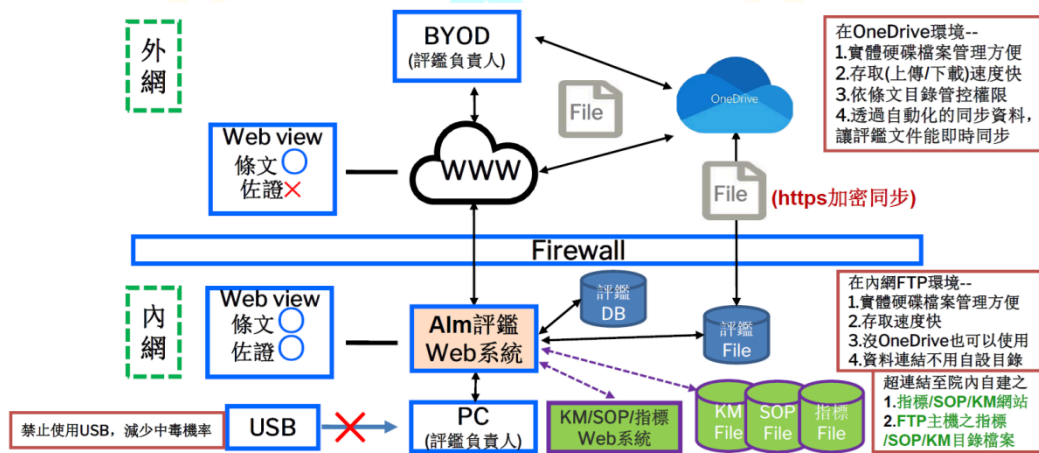 外
網
BYOD
(評鑑負責人)
File
OneDrive
在OneDrive環境--
1.實體硬碟檔案管理方便
2.存取(上傳/下載)速度快
3.依條文目錄管控權限
4.透過自動化的同步資料,
讓評鑑文件能即時同步
Web view
條文○
佐證×
WWW
File
(https加密同步)
Firewall
內
網
Web view
條文○
佐證○
AIm評鑑
Web系統
評鑑
DB
評鑑
File
在內網FTP環境--
1.實體硬碟檔案管理方便
2.存取速度快
3.沒OneDrive也可以使用
4.資料連結不用自設目錄
禁止使用USB，減少中毒機率
USB
PC
(評鑑負責人)
KM/SOP/指標
Web系統
KM
File
SOP
File
指標
File
超連結至院內自建之
1.指標/SOP/KM網站
2.FTP主機之指標
/SOP/KM目錄檔案